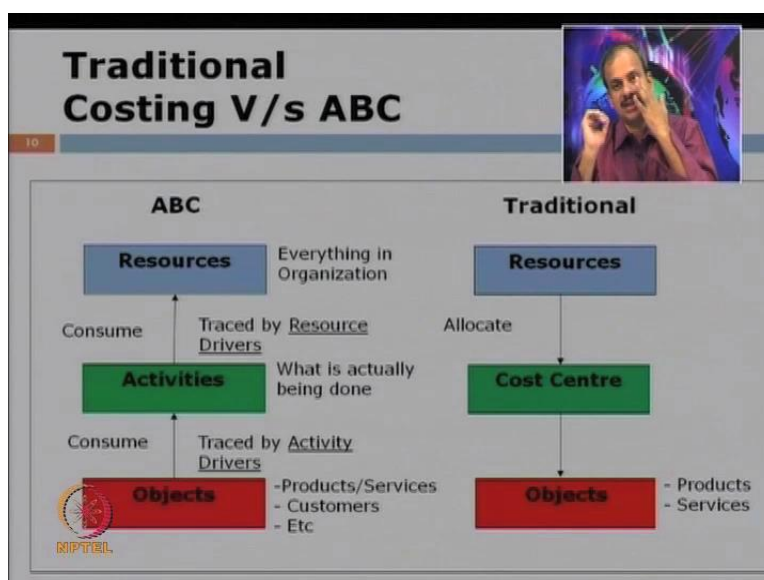 Traditional
Costing V/s ABC
10
ABC
Traditional
Resources
Everything in
Organization
Resources
Consume
Traced by Resource
Drivers
Allocate
Activities
What is actually
being done
Cost Centre
Consume
Traced by Activity
Drivers
Objects
-Products/Services
- Customers
- Etc
Objects
- Products
- Services
NPTEL